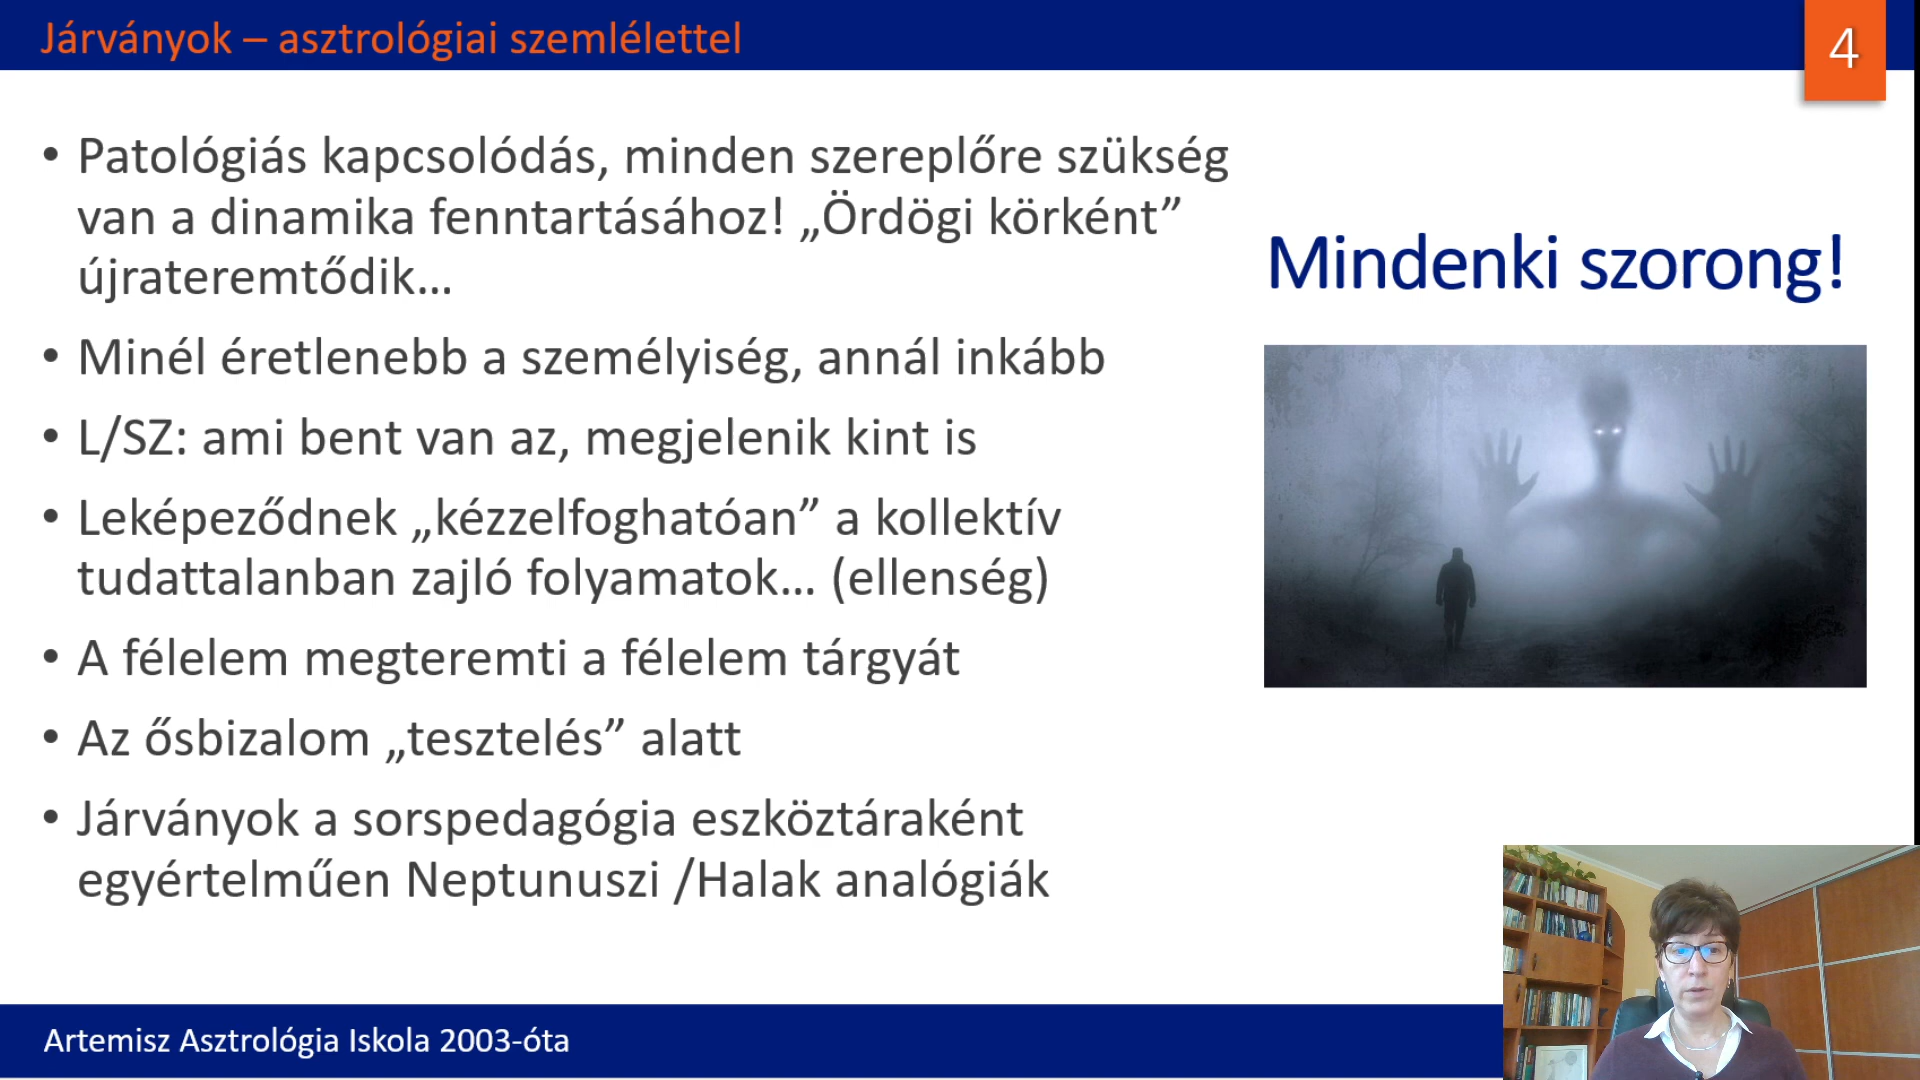 Járványok – asztrológiai szemlélettel
4
• Patológiás kapcsolódás, minden szereplőre szükség
van a dinamika fenntartásához! „Ördögi körként”
újrateremtődik...
• Minél éretlenebb a személyiség, annál inkább
• L/SZ: ami bent van az, megjelenik kint is
• Leképeződnek „kézzelfoghatóan” a kollektív
tudattalanban zajló folyamatok... (ellenség)
• A félelem megteremti a félelem tárgyát
• Az ősbizalom „tesztelés” alatt
• Járványok a sorspedagógia eszköztáraként
egyértelműen Neptunuszi /Halak analógiák
Mindenki szorong!
Artemisz Asztrológia Iskola 2003-óta